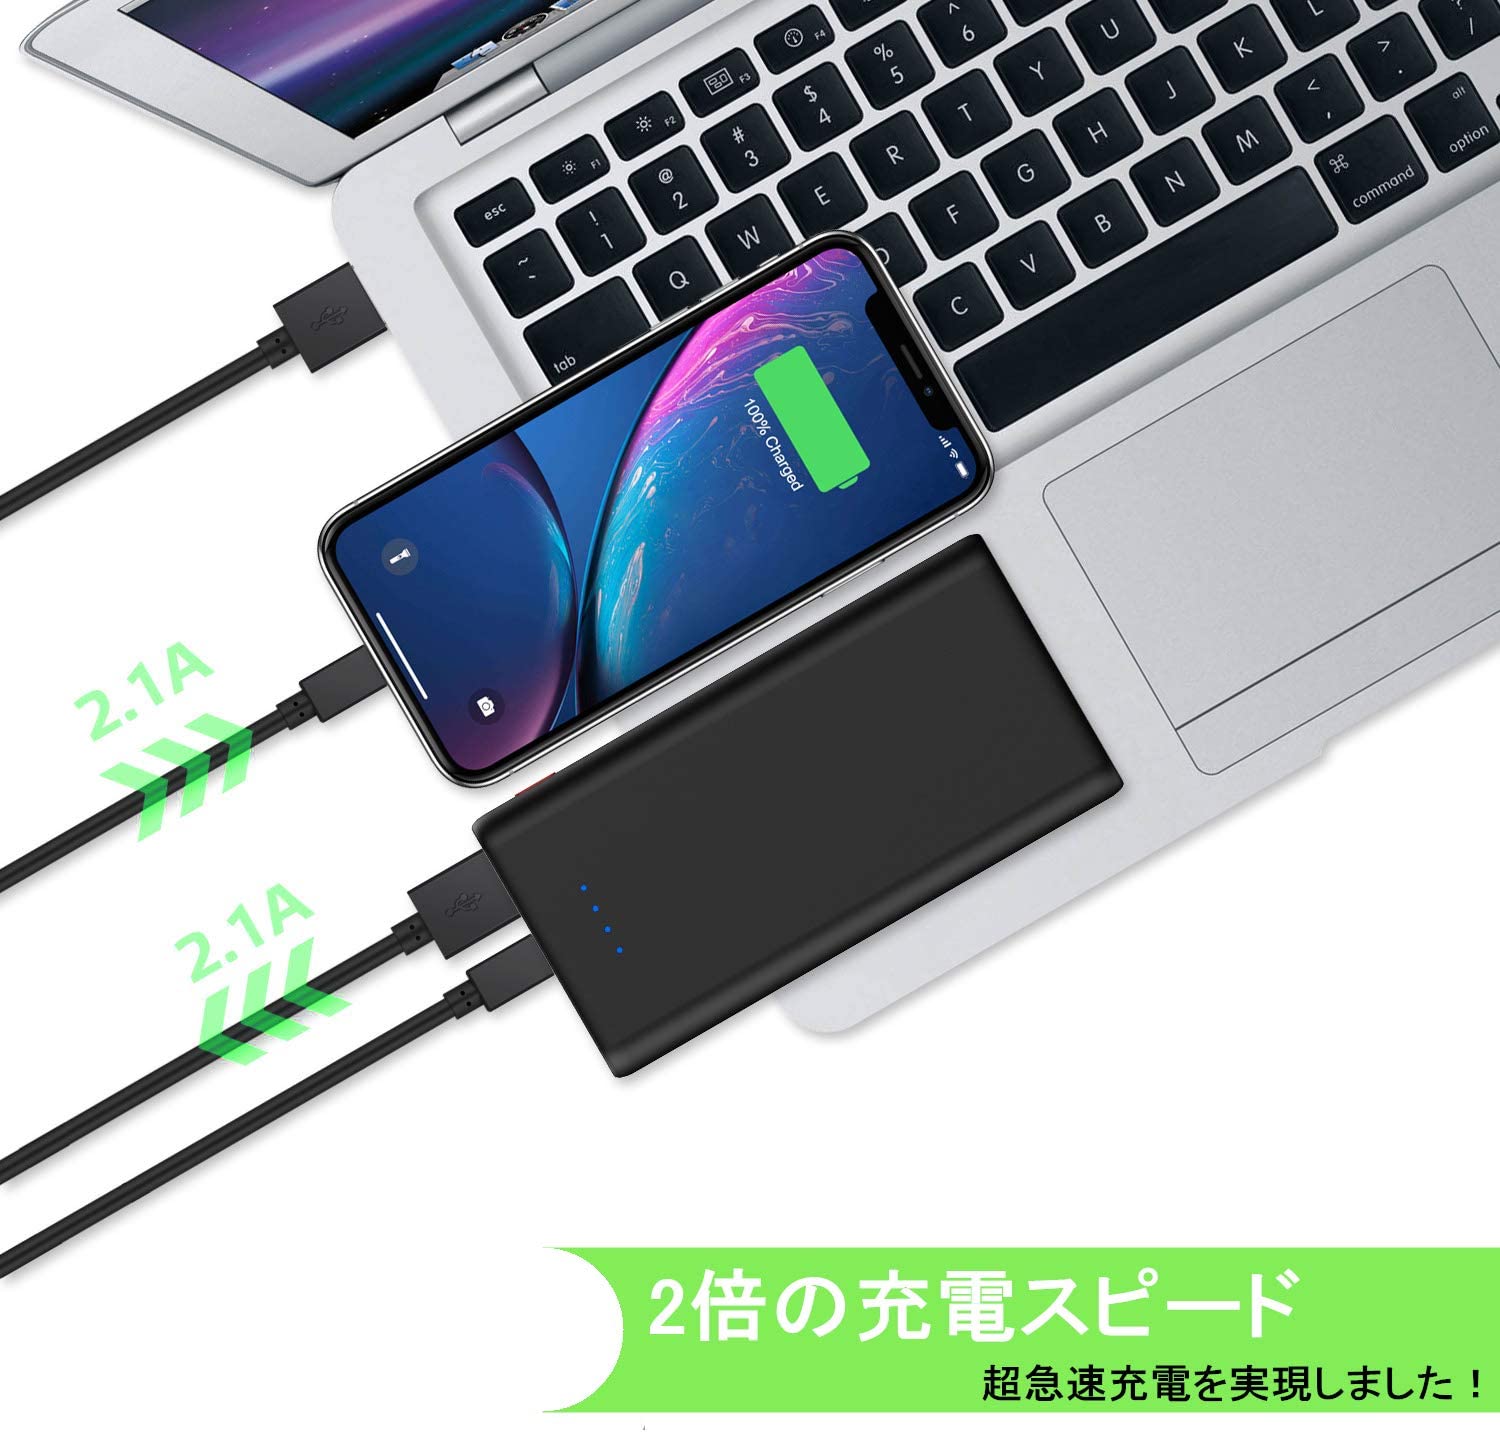 esc
F1
F2
F3
F4
~
`
!
1
@
2
#
3
$
4
%
5
^
6
tab
Q
W
E
R
T
Y
U
D
F
G
H
J
K
L
C
V
B
N
M
<
,
>
.
?
/
command
alt
option
100% Charged
2.1A
2.1A
2倍の充電スピード
超急速充電を実現しました！